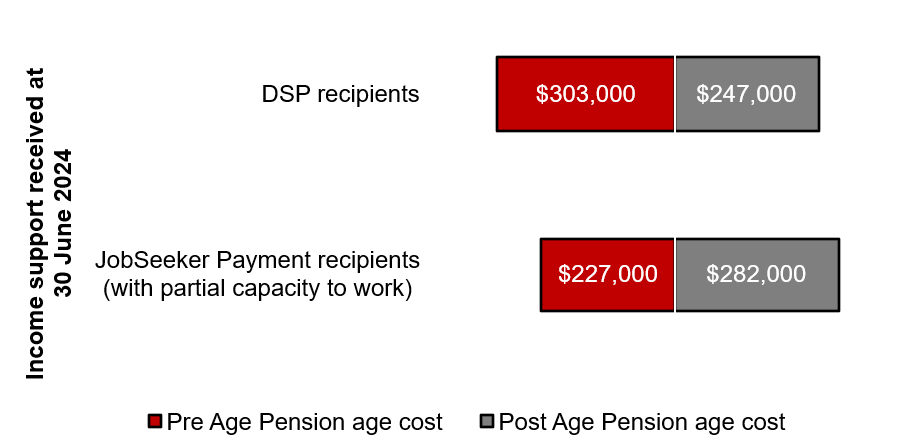 Income support received at
30 June 2024
DSP recipients
$303,000
$247,000
JobSeeker Payment recipients
(with partial capacity to work)
$227,000
$282,000
Pre Age Pension age cost
Post Age Pension age cost